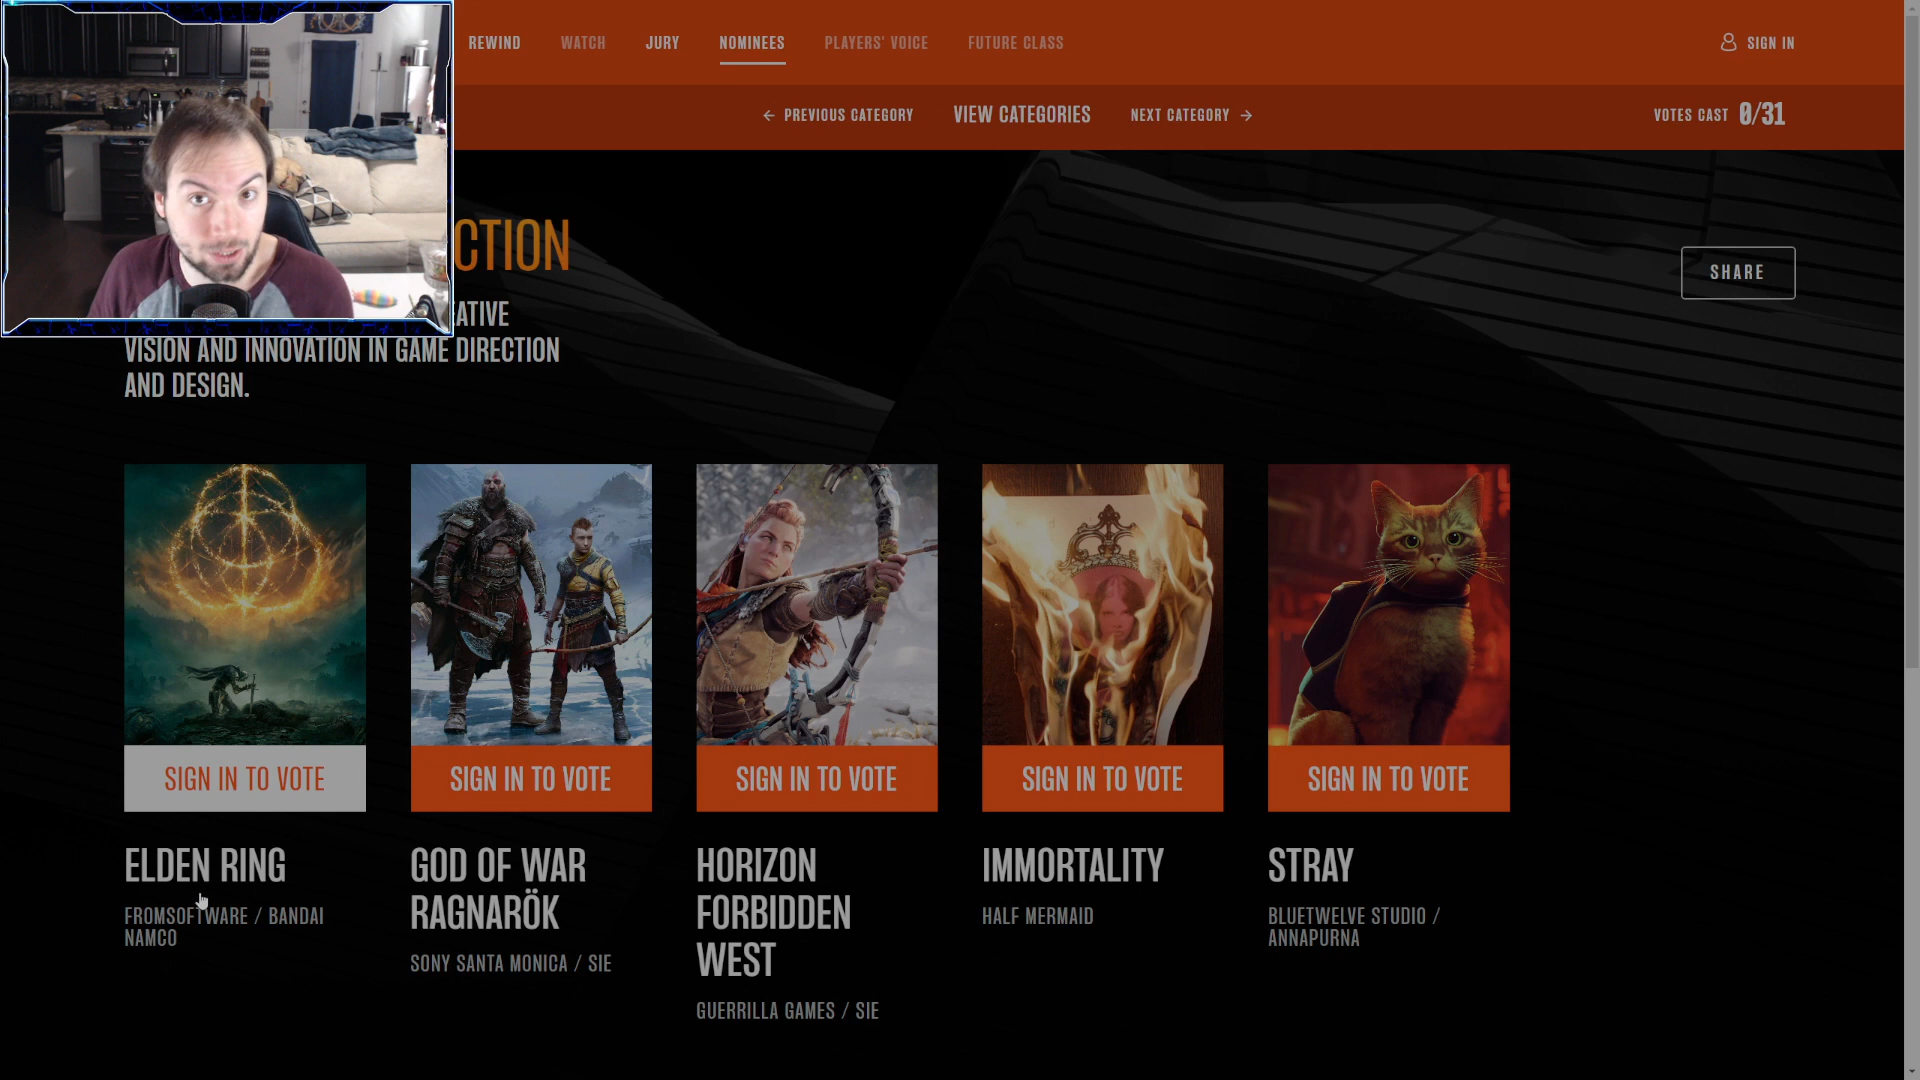 REWIND
WATCH
JURY
NOMINEES
PLAYERS' VOICE
FUTURE CLASS
SIGN IN
← PREVIOUS CATEGORY
VIEW CATEGORIES
NEXT CATEGORY →
VOTES CAST 0/31
CTION
SHARE
EATIVE
VISION AND INNOVATION IN GAME DIRECTION
AND DESIGN.
SIGN IN TO VOTE
SIGN IN TO VOTE
SIGN IN TO VOTE
SIGN IN TO VOTE
SIGN IN TO VOTE
ELDEN RING
FROMSOFTWARE / BANDAI
NAMCO
GOD OF WAR
RAGNARÖK
SONY SANTA MONICA / SIE
HORIZON
FORBIDDEN
WEST
GUERRILLA GAMES / SIE
IMMORTALITY
HALF MERMAID
STRAY
BLUETWELVE STUDIO /
ANNAPURNA